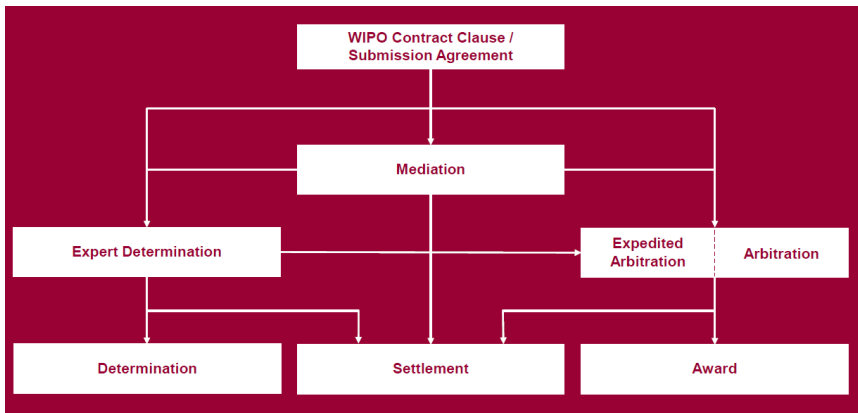 WIPO Contract Clause /
Submission Agreement
Mediation
Expert Determination
Expedited
Arbitration
Arbitration
Determination
Settlement
Award